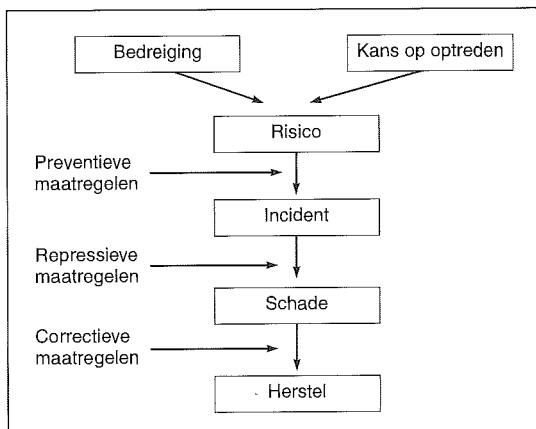 Bedreiging
Kans op optreden
Risico
Preventieve
maatregelen
Incident
Repressieve
maatregelen
Schade
Correctieve
maatregelen
Herstel